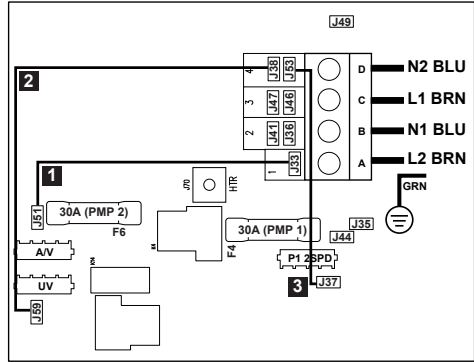 J49
2
4
J38
J53
D
N2 BLU
3
J47
J46
C
L1 BRN
2
J41
J36
B
N1 BLU
1
1
J33
A
L2 BRN
GRN
J70
HTR
J51
30A (PMP 2)
F6
K4
F4
30A (PMP 1)
J35
J44
A/V
P1 2SPD
UV
3
J37
J59